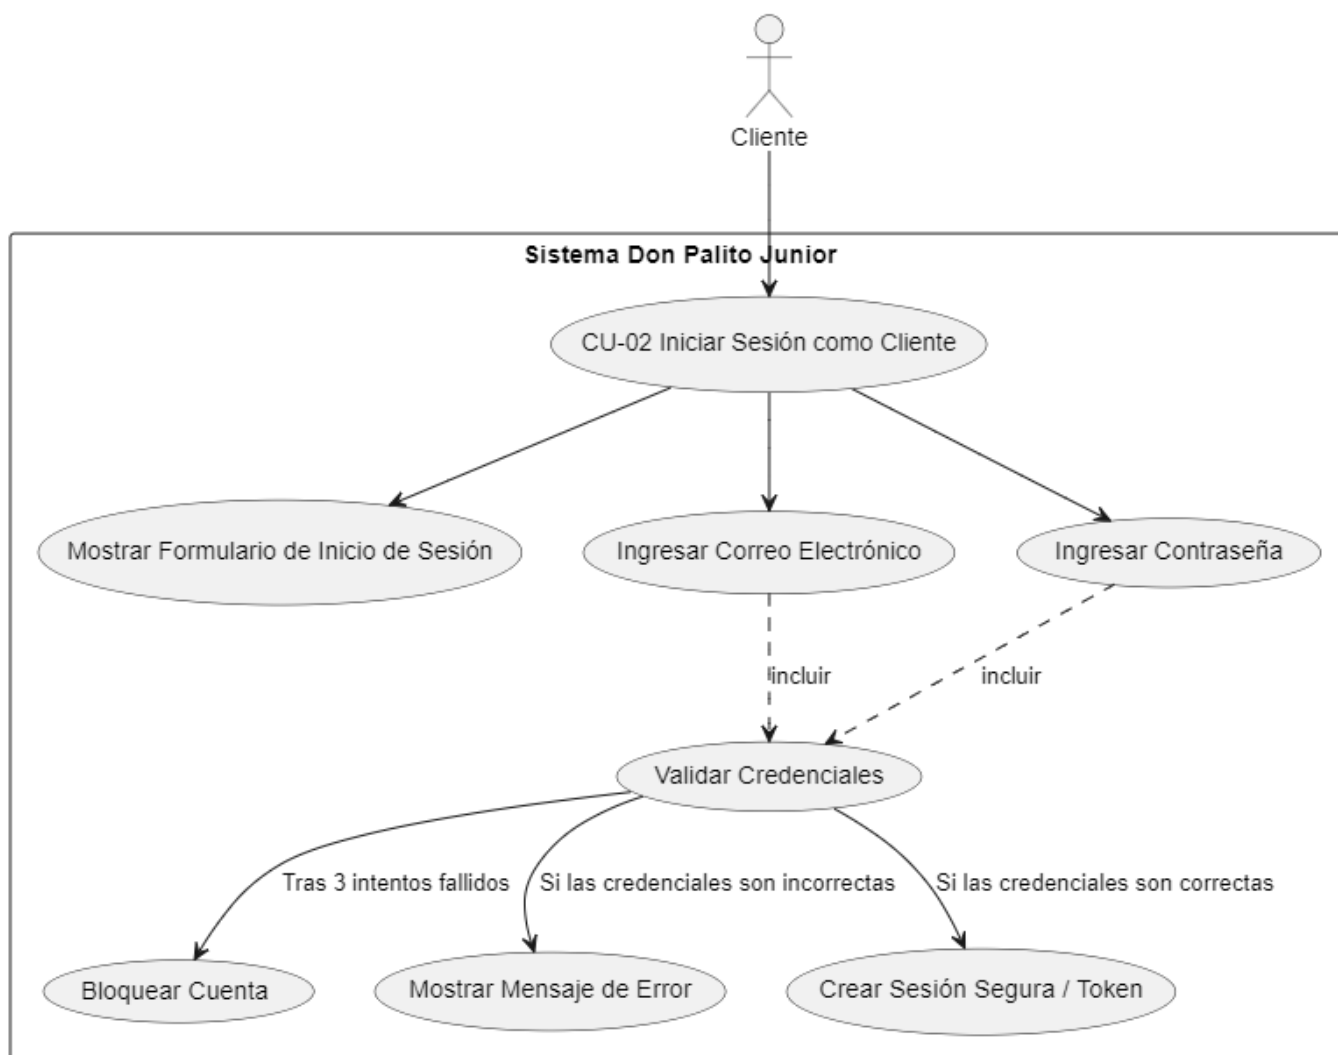 Cliente
Sistema Don Palito Junior
CU-02 Iniciar Sesión como Cliente
Mostrar Formulario de Inicio de Sesión
Ingresar Correo Electrónico
Ingresar Contraseña
incluir
incluir
Validar Credenciales
Tras 3 intentos fallidos
Si las credenciales son incorrectas
Si las credenciales son correctas
Bloquear Cuenta
Mostrar Mensaje de Error
Crear Sesión Segura / Token